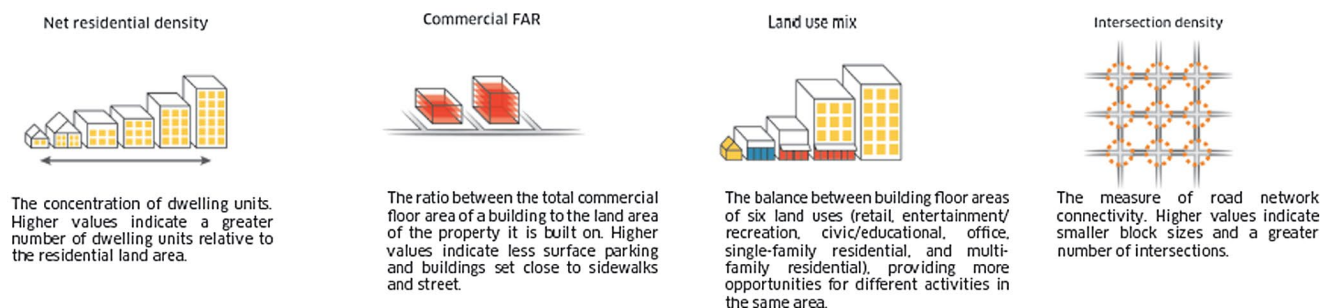 Net residential density
The concentration of dwelling units.
Higher values indicate a greater
number of dwelling units relative to
the residential land area.
Commercial FAR
The ratio between the total commercial
floor area of a building to the land area
of the property it is built on. Higher
values indicate less surface parking
and buildings set close to sidewalks
and street.
Land use mix
The balance between building floor areas
of six land uses (retail, entertainment/
recreation, civic/educational, office,
single-family residential, and multi-
family residential), providing more
opportunities for different activities in
the same area.
Intersection density
The measure of road network
connectivity. Higher values indicate
smaller block sizes and a greater
number of intersections.